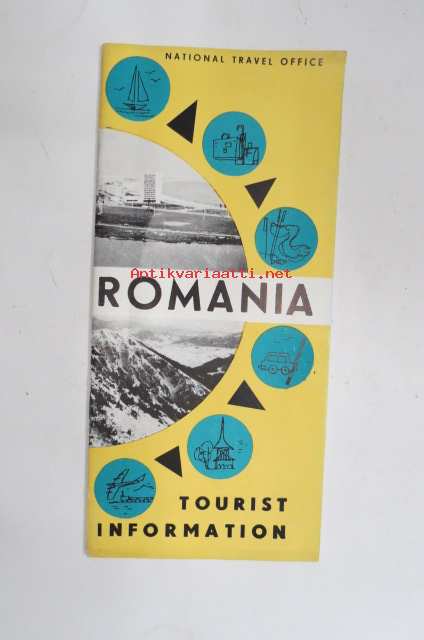 NATIONAL TRAVEL OFFICE
Antikvariaatti.net
ROMANIA
TOURIST
INFORMATION